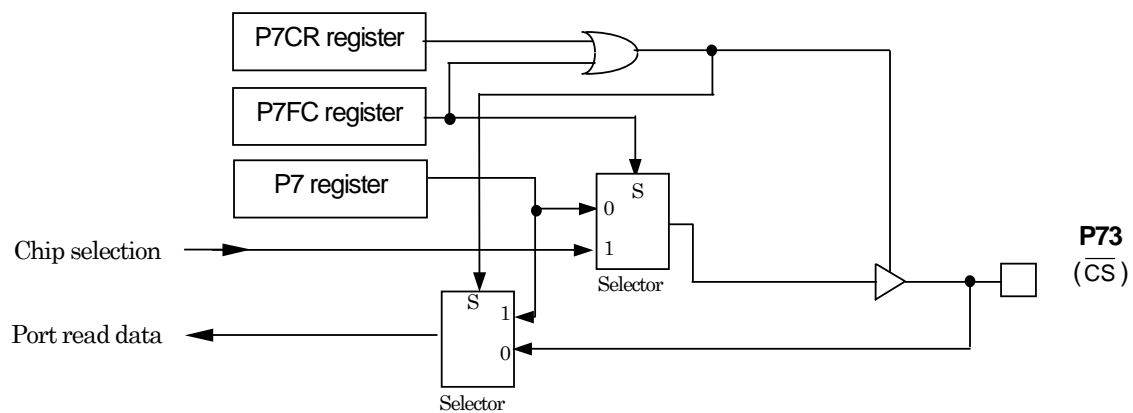 P7CR register
P7FC register
P7 register
S
0
1
Selector
Chip selection
P73
(CS)
S
1
0
Port read data
Selector